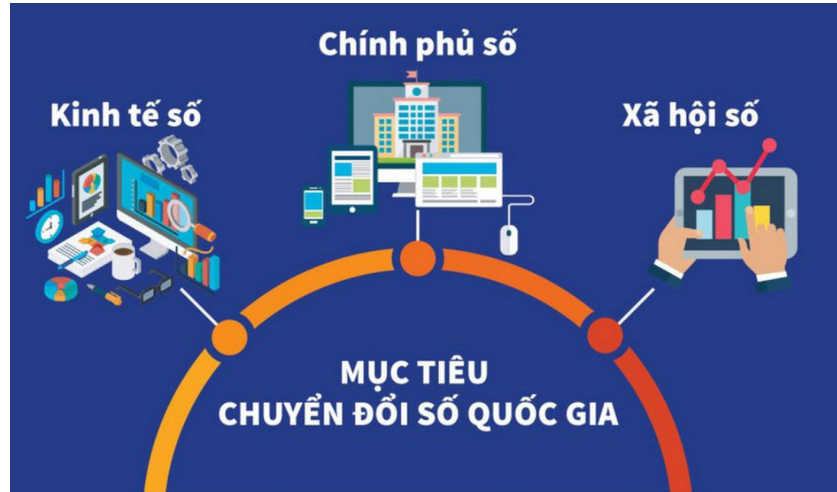 Chính phủ số
Kinh tế số
Xã hội số
MỤC TIÊU
CHUYỂN ĐỔI SỐ QUỐC GIA